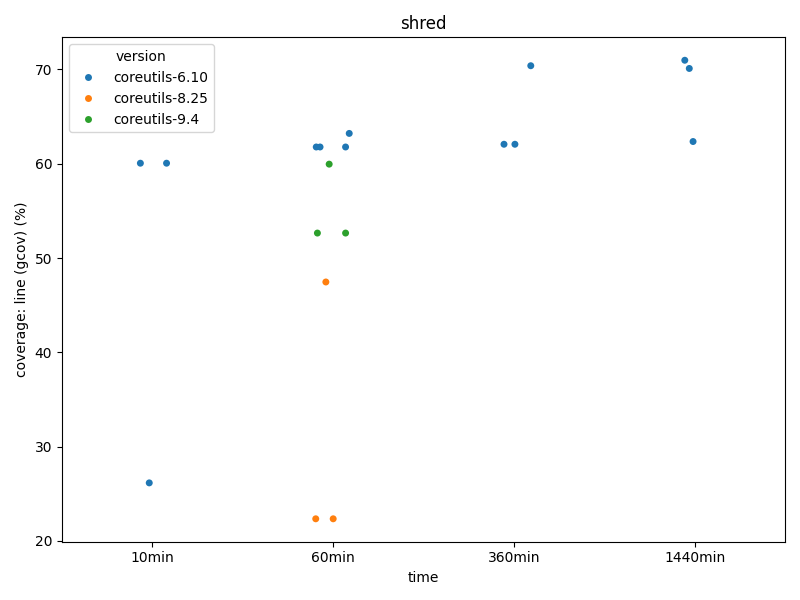 shred
version
coreutils-6.10
coreutils-8.25
coreutils-9.4
coverage: line (gcov) (%)
70
60
50
40
30
20
10min 60min 360min 1440min
time